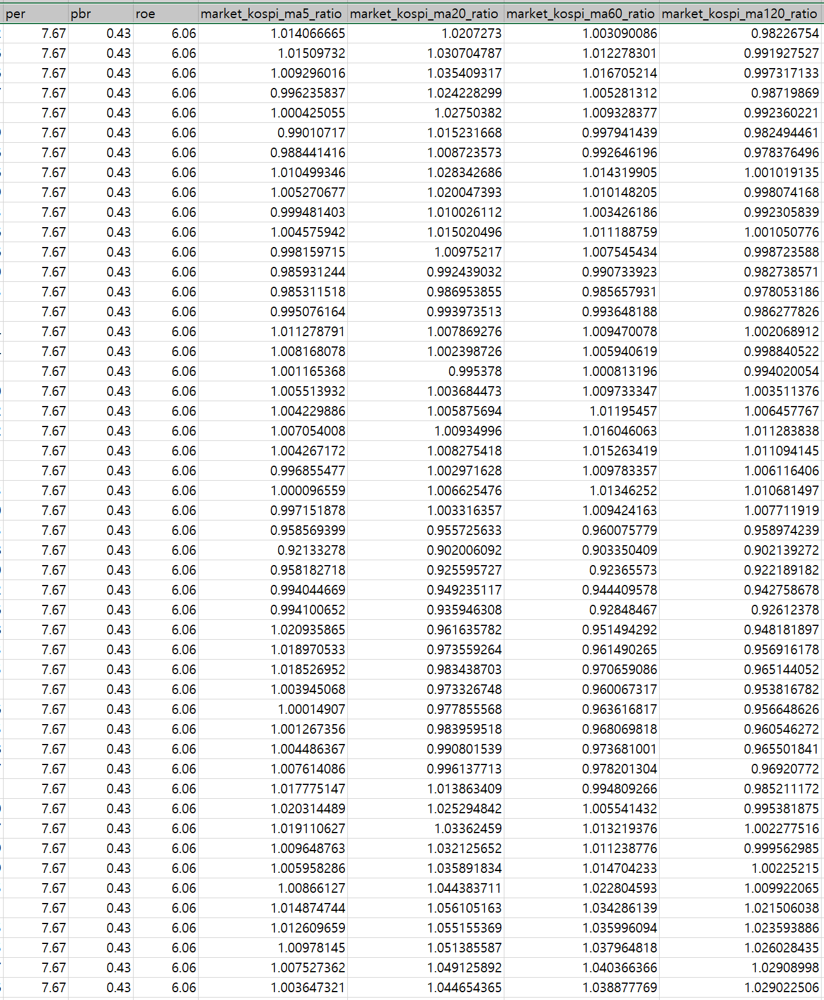 per pbr roe market_kospi_ma5_ratio market_kospi_ma20_ratio market_kospi_ma60_ratio market_kospi_ma120_ratio
7.67 0.43 6.06 1.014066665 1.0207273 1.003090086 0.98226754
7.67 0.43 6.06 1.01509732 1.030704787 1.012278301 0.991927527
7.67 0.43 6.06 1.009296016 1.035409317 1.016705214 0.997317133
7.67 0.43 6.06 0.996235837 1.024228299 1.005281312 0.98719869
7.67 0.43 6.06 1.000425055 1.02750382 1.009328377 0.992360221
7.67 0.43 6.06 0.99010717 1.015231668 0.997941439 0.982494461
7.67 0.43 6.06 0.988441416 1.008723573 0.992646196 0.978376496
7.67 0.43 6.06 1.010499346 1.028342686 1.014319905 1.001019135
7.67 0.43 6.06 1.005270677 1.020047393 1.010148205 0.998074168
7.67 0.43 6.06 0.999481403 1.010026112 1.003426186 0.992305839
7.67 0.43 6.06 1.004575942 1.015020496 1.011188759 1.001050776
7.67 0.43 6.06 0.998159715 1.00975217 1.007545434 0.998723588
7.67 0.43 6.06 0.985931244 0.992439032 0.990733923 0.982738571
7.67 0.43 6.06 0.985311518 0.986953855 0.985657931 0.978053186
7.67 0.43 6.06 0.995076164 0.993973513 0.993648188 0.986277826
7.67 0.43 6.06 1.011278791 1.007869276 1.009470078 1.002068912
7.67 0.43 6.06 1.008168078 1.002398726 1.005940619 0.998840522
7.67 0.43 6.06 1.001165368 0.995378 1.000813196 0.994020054
7.67 0.43 6.06 1.005513932 1.003684473 1.009733347 1.003511376
7.67 0.43 6.06 1.004229886 1.005875694 1.01195457 1.006457767
7.67 0.43 6.06 1.007054008 1.00934996 1.016046063 1.011283838
7.67 0.43 6.06 1.004267172 1.008275418 1.015263419 1.011094145
7.67 0.43 6.06 0.996855477 1.002971628 1.009783357 1.006116406
7.67 0.43 6.06 1.000096559 1.006625476 1.01346252 1.010681497
7.67 0.43 6.06 0.997151878 1.003316357 1.009424163 1.007711919
7.67 0.43 6.06 0.958569399 0.955725633 0.960075779 0.958974239
7.67 0.43 6.06 0.92133278 0.902006092 0.903350409 0.902139272
7.67 0.43 6.06 0.958182718 0.925595727 0.92365573 0.922189182
7.67 0.43 6.06 0.994044669 0.949235117 0.944409578 0.942758678
7.67 0.43 6.06 0.994100652 0.935946308 0.92848467 0.92612378
7.67 0.43 6.06 1.020935865 0.961635782 0.951494292 0.948181897
7.67 0.43 6.06 1.018970533 0.973559264 0.961490265 0.956916178
7.67 0.43 6.06 1.018526952 0.983438703 0.970659086 0.965144052
7.67 0.43 6.06 1.003945068 0.973326748 0.960067317 0.953816782
7.67 0.43 6.06 1.00014907 0.977855568 0.963616817 0.956648626
7.67 0.43 6.06 1.001267356 0.983959518 0.968069818 0.960546272
7.67 0.43 6.06 1.004486367 0.990801539 0.973681001 0.965501841
7.67 0.43 6.06 1.007614086 0.996137713 0.978201304 0.96920772
7.67 0.43 6.06 1.017775147 1.013863409 0.994809266 0.985211172
7.67 0.43 6.06 1.020314489 1.025294842 1.005541432 0.995381875
7.67 0.43 6.06 1.019110627 1.03362459 1.013219376 1.002277516
7.67 0.43 6.06 1.009648763 1.032125652 1.011238776 0.999562985
7.67 0.43 6.06 1.005958286 1.035891834 1.014704233 1.00225215
7.67 0.43 6.06 1.00866127 1.044383711 1.022804593 1.009922065
7.67 0.43 6.06 1.014874744 1.056105163 1.034286139 1.021506038
7.67 0.43 6.06 1.012609659 1.055155369 1.035996094 1.023593886
7.67 0.43 6.06 1.00978145 1.051385587 1.037964818 1.026028435
7.67 0.43 6.06 1.007527362 1.049125892 1.040366366 1.02908998
7.67 0.43 6.06 1.003647321 1.044654365 1.038877769 1.029022506